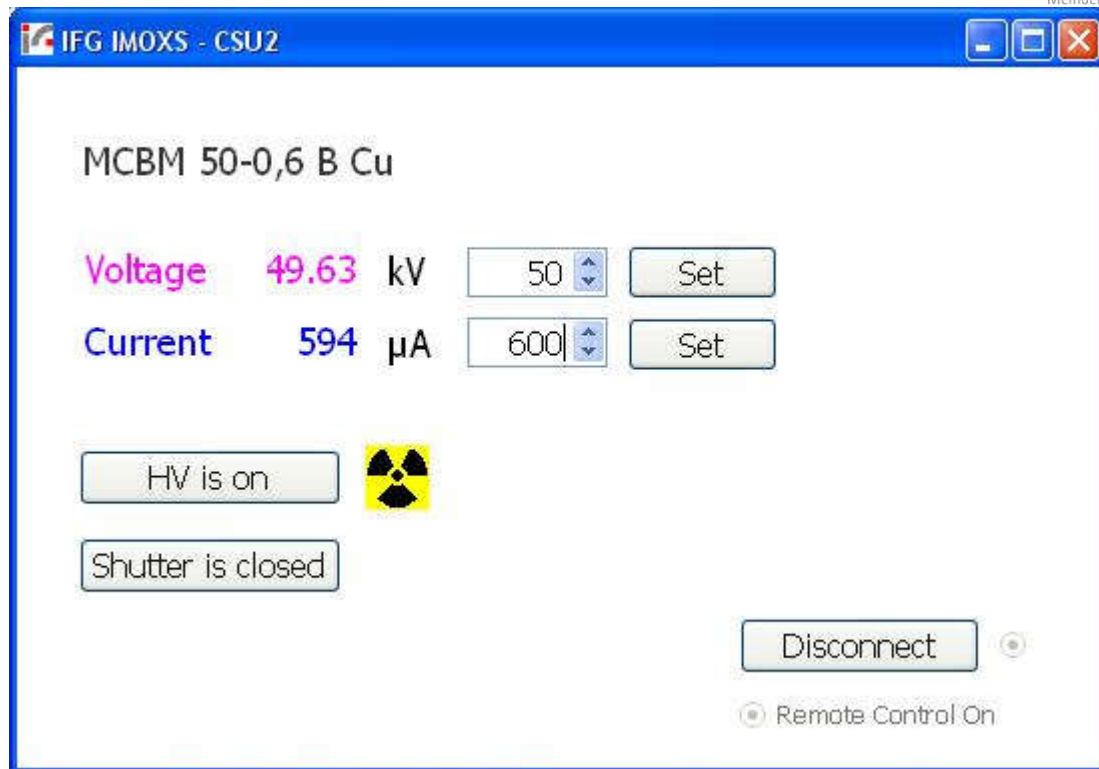 IFG IMOXS - CSU2
MCBM 50-0,6 B Cu
Voltage 49.63 kV 50 Set
Current 594 µA 600 Set
HV is on
Shutter is closed
Disconnect
Remote Control On